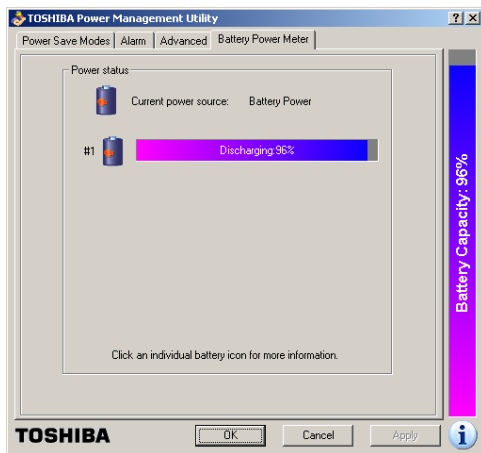 TOSHIBA Power Management Utility
Power Save Modes Alarm Advanced Battery Power Meter
Power status
Current power source: Battery Power
#1 Discharging:96%
Battery Capacity: 96%
Click an individual battery icon for more information.
TOSHIBA OK Cancel Apply